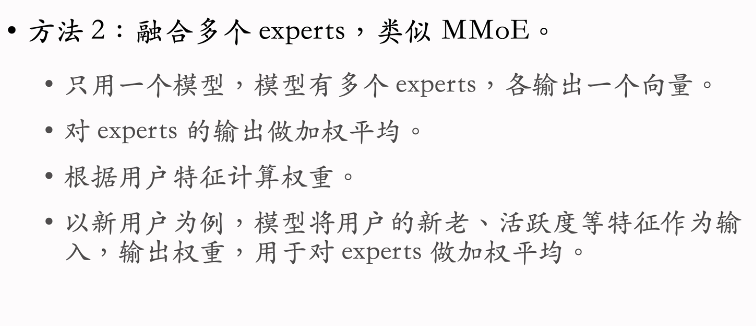 • 方法 2：融合多个 experts，类似 MMoE。
• 只用一个模型，模型有多个 experts，各输出一个向量。
• 对 experts 的输出做加权平均。
• 根据用户特征计算权重。
• 以新用户为例，模型将用户的新老、活跃度等特征作为输
入，输出权重，用于对 experts 做加权平均。